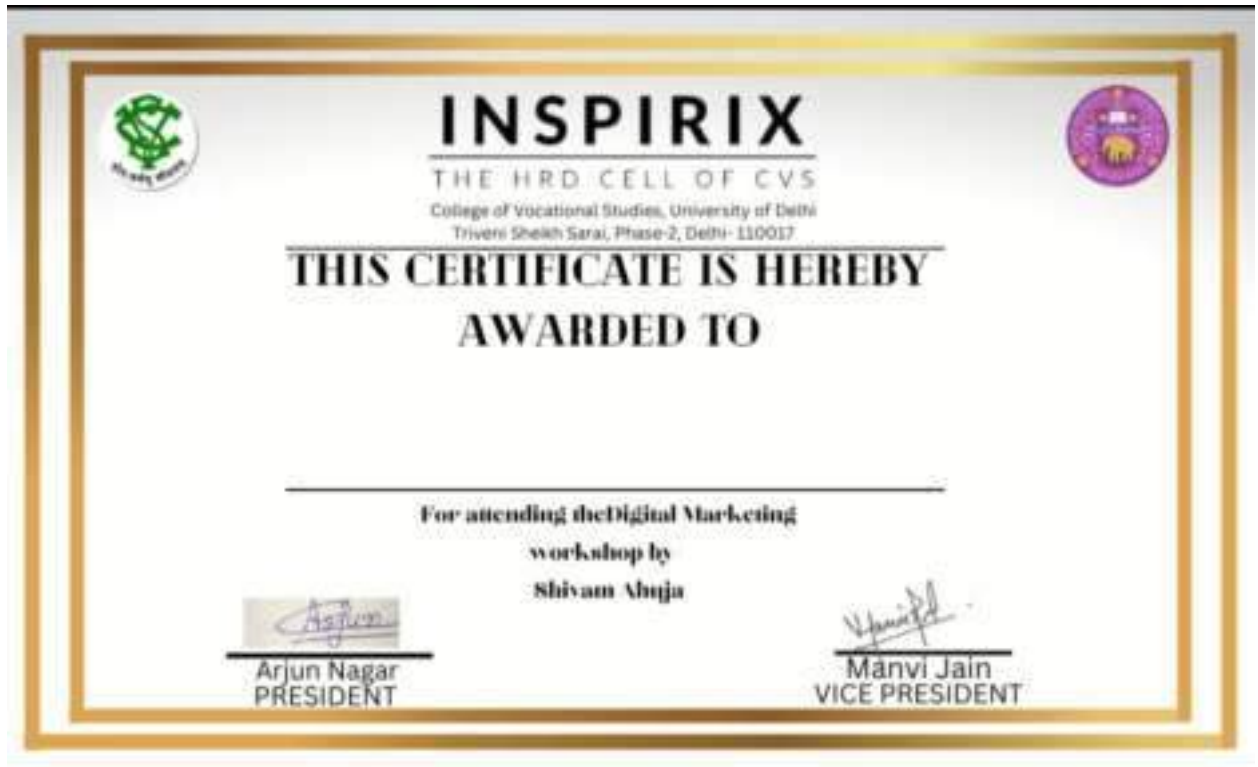 INSPIRIX
THE HRD CELL OF CVS
College of Vocational Studies, University of Delhi
Triveni Sheikh Sarai, Phase-2, Delhi- 110017
THIS CERTIFICATE IS HEREBY
AWARDED TO
For attending theDigital Marketing
workshop by
Shivam Ahuja
Arjun Nagar
PRESIDENT
Manvi Jain
VICE PRESIDENT